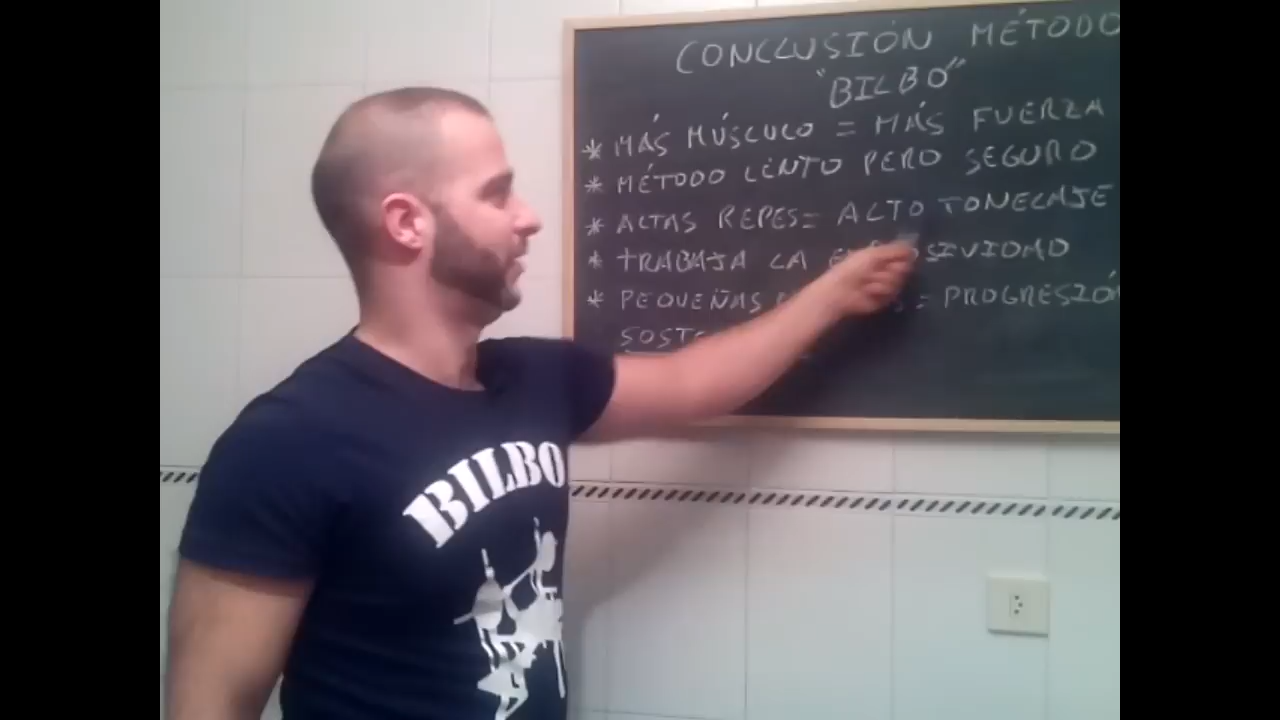 CONCLUSIÓN MÉTODO
"BILBO"
* MÁS MÚSCULO = MÁS FUERZA
* MÉTODO LENTO PERO SEGURO
* ALTAS REPES = ALTO TONELAJE
* TRABAJA LA
* PEQUEÑAS = PROGRESIÓN
BILBO